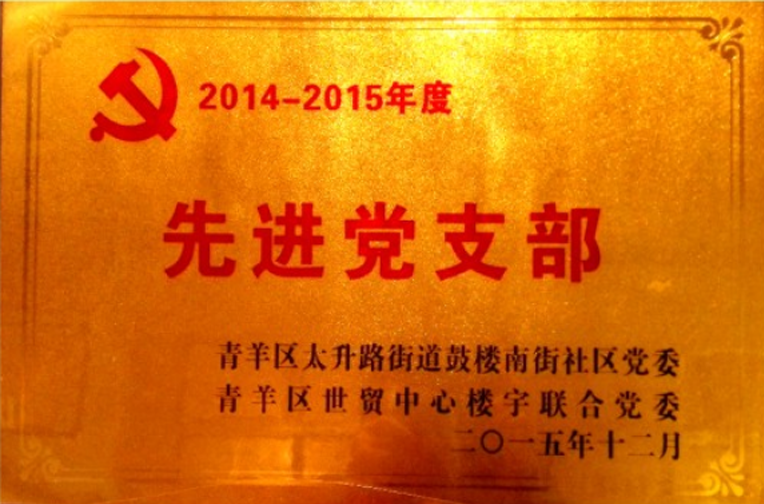 2014-2015年度
先进党支部
青羊区太升路街道鼓楼南街社区党委
青羊区世贸中心楼宇联合党委
二〇一五年十二月